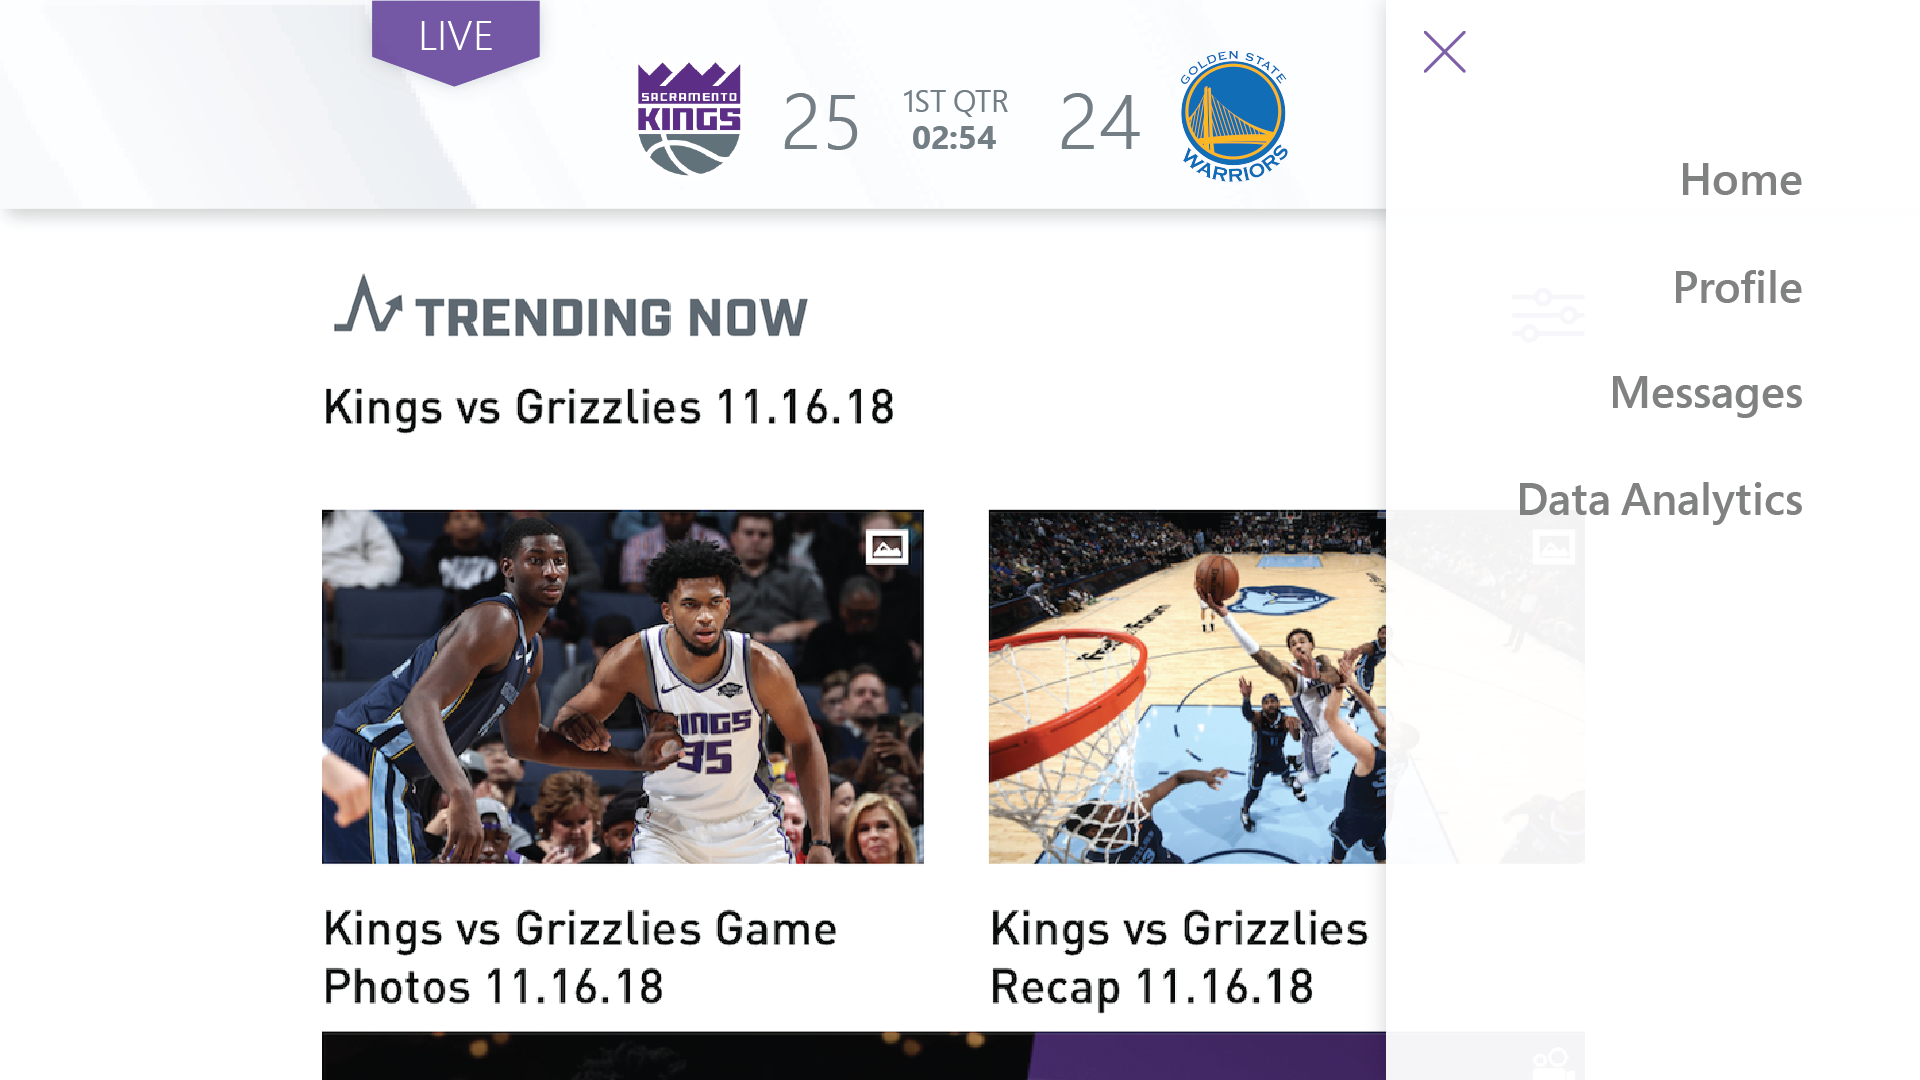 LIVE
SACRAMENTO
KINGS
25
1ST QTR
02:54
24
GOLDEN STATE
WARRIORS
Home
Profile
Messages
Data Analytics
TRENDING NOW
Kings vs Grizzlies 11.16.18
KINGS
35
Kings vs Grizzlies Game
Photos 11.16.18
Kings vs Grizzlies
Recap 11.16.18